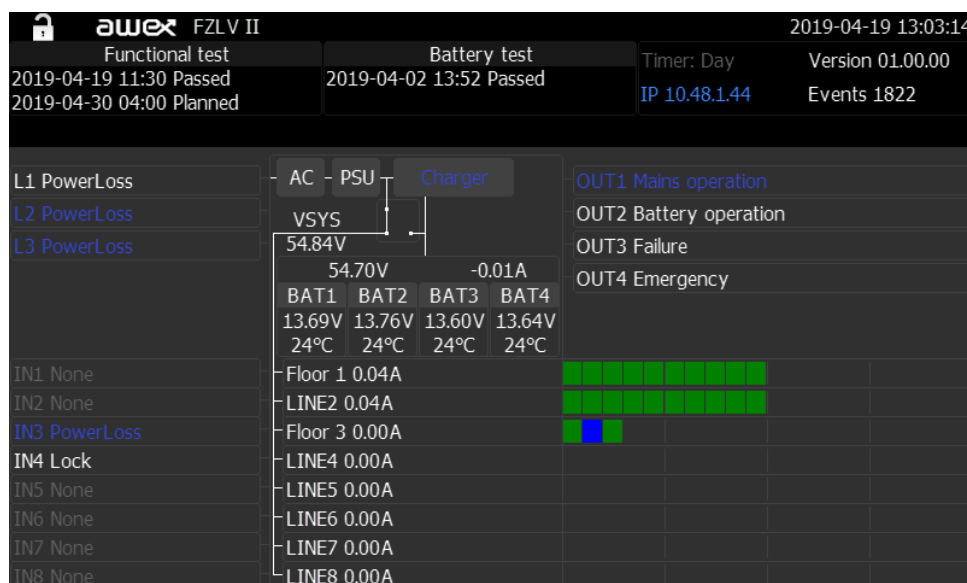 awex FZLV II
2019-04-19 13:03:14
Functional test
2019-04-19 11:30 Passed
2019-04-30 04:00 Planned
Battery test
2019-04-02 13:52 Passed
Timer: Day
IP 10.48.1.44
Version 01.00.00
Events 1822
L1 PowerLoss
L2 PowerLoss
L3 PowerLoss
AC PSU Charger
VSYS
54.84V
54.70V -0.01A
BAT1 BAT2 BAT3 BAT4
13.69V 13.76V 13.60V 13.64V
24°C 24°C 24°C 24°C
OUT1 Mains operation
OUT2 Battery operation
OUT3 Failure
OUT4 Emergency
IN1 None
IN2 None
IN3 PowerLoss
IN4 Lock
IN5 None
IN6 None
IN7 None
IN8 None
Floor 1 0.04A
LINE2 0.04A
Floor 3 0.00A
LINE4 0.00A
LINE5 0.00A
LINE6 0.00A
LINE7 0.00A
LINE8 0.00A